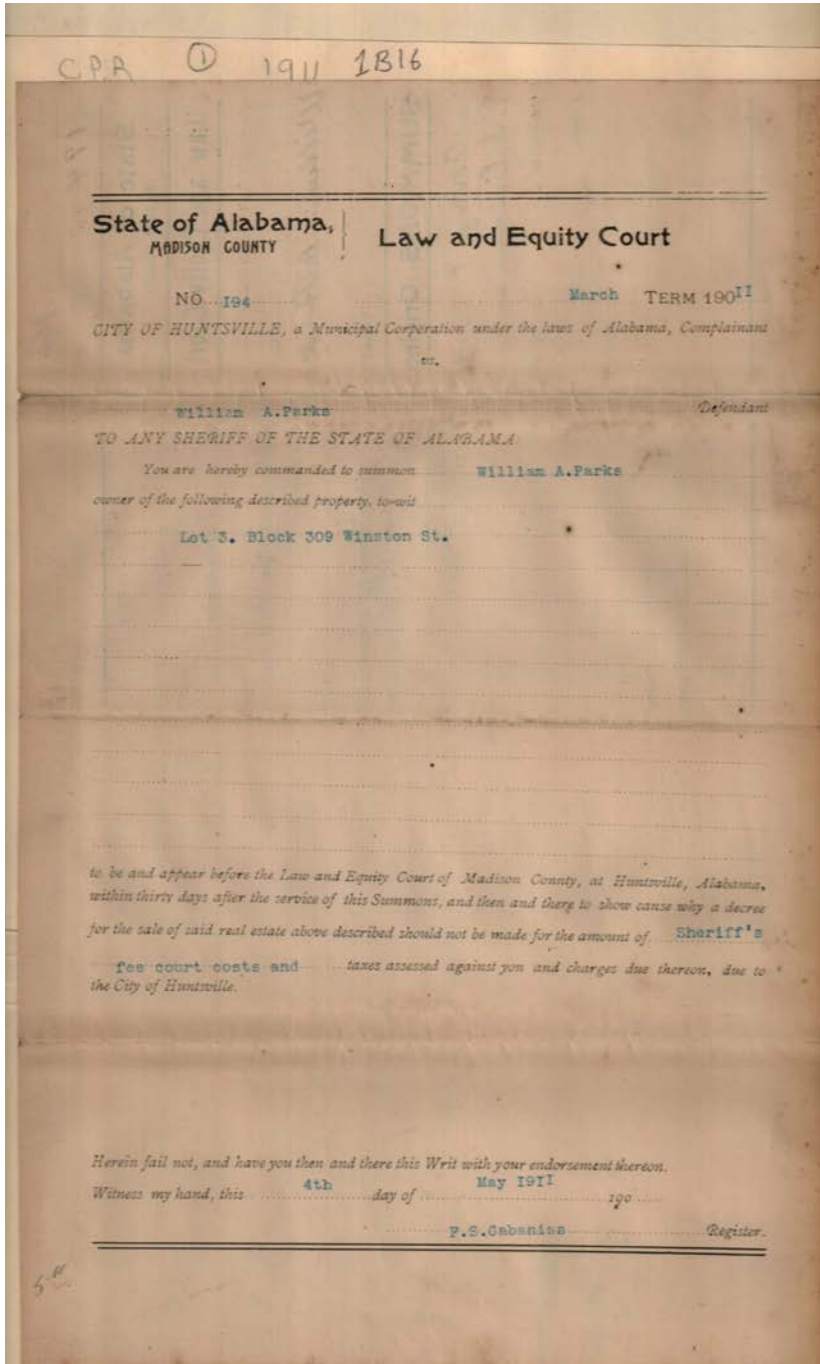 C.P.R ① 1911 1B16
State of Alabama, Law and Equity Court
MADISON COUNTY
NO. I94 March TERM 190II
CITY OF HUNTSVILLE, a Municipal Corporation under the laws of Alabama, Complainant
vs.
William A.Parks Defendant
TO ANY SHERIFF OF THE STATE OF ALABAMA
You are hereby commanded to summon William A.Parks
owner of the following described property, to-wit
Lot 3. Block 309 Winston St.
to be and appear before the Law and Equity Court of Madison County, at Huntsville, Alabama,
within thirty days after the service of this Summons, and then and there to show cause why a decree
for the sale of said real estate above described should not be made for the amount of Sheriff's
fee court costs and taxes assessed against you and charges due thereon, due to
the City of Huntsville.
Herein fail not, and have you then and there this Writ with your endorsement thereon.
Witness my hand, this 4th day of May I9II 190
F.S.Cabaniss Register.